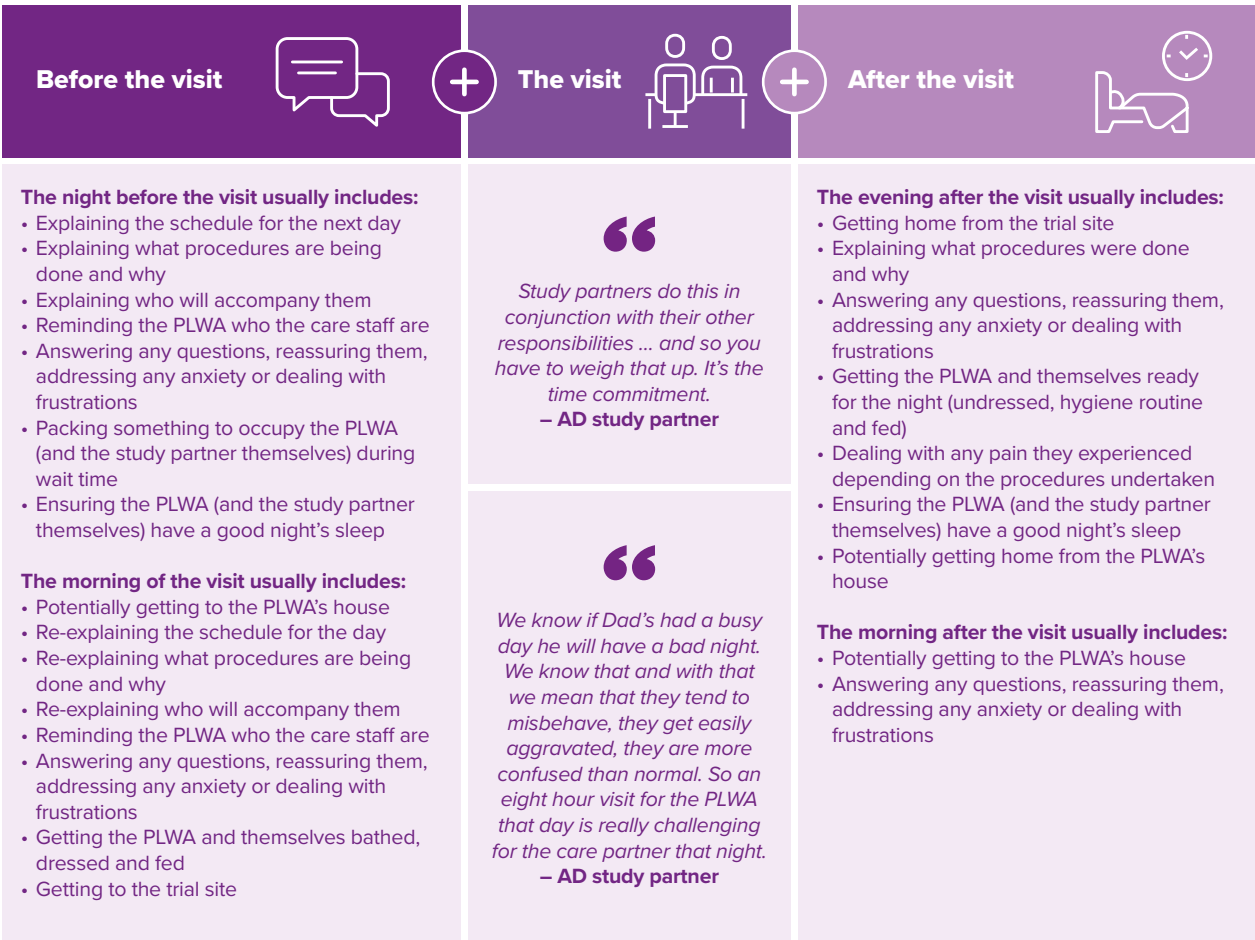 Before the visit
The night before the visit usually includes:
• Explaining the schedule for the next day
• Explaining what procedures are being
done and why
• Explaining who will accompany them
• Reminding the PLWA who the care staff are
• Answering any questions, reassuring them,
addressing any anxiety or dealing with
frustrations
• Packing something to occupy the PLWA
(and the study partner themselves) during
wait time
• Ensuring the PLWA (and the study partner
themselves) have a good night's sleep
The morning of the visit usually includes:
• Potentially getting to the PLWA's house
• Re-explaining the schedule for the day
• Re-explaining what procedures are being
done and why
• Re-explaining who will accompany them
• Reminding the PLWA who the care staff are
• Answering any questions, reassuring them,
addressing any anxiety or dealing with
frustrations
• Getting the PLWA and themselves bathed,
dressed and fed
• Getting to the trial site
+
The visit
“
Study partners do this in
conjunction with their other
responsibilities ... and so you
have to weigh that up. It's the
time commitment.
– AD study partner
“
We know if Dad's had a busy
day he will have a bad night.
We know that and with that
we mean that they tend to
misbehave, they get easily
aggravated, they are more
confused than normal. So an
eight hour visit for the PLWA
that day is really challenging
for the care partner that night.
– AD study partner
+
After the visit
The evening after the visit usually includes:
• Getting home from the trial site
• Explaining what procedures were done
and why
• Answering any questions, reassuring them,
addressing any anxiety or dealing with
frustrations
• Getting the PLWA and themselves ready
for the night (undressed, hygiene routine
and fed)
• Dealing with any pain they experienced
depending on the procedures undertaken
• Ensuring the PLWA (and the study partner
themselves) have a good night's sleep
• Potentially getting home from the PLWA's
house
The morning after the visit usually includes:
• Potentially getting to the PLWA's house
• Answering any questions, reassuring them,
addressing any anxiety or dealing with
frustrations